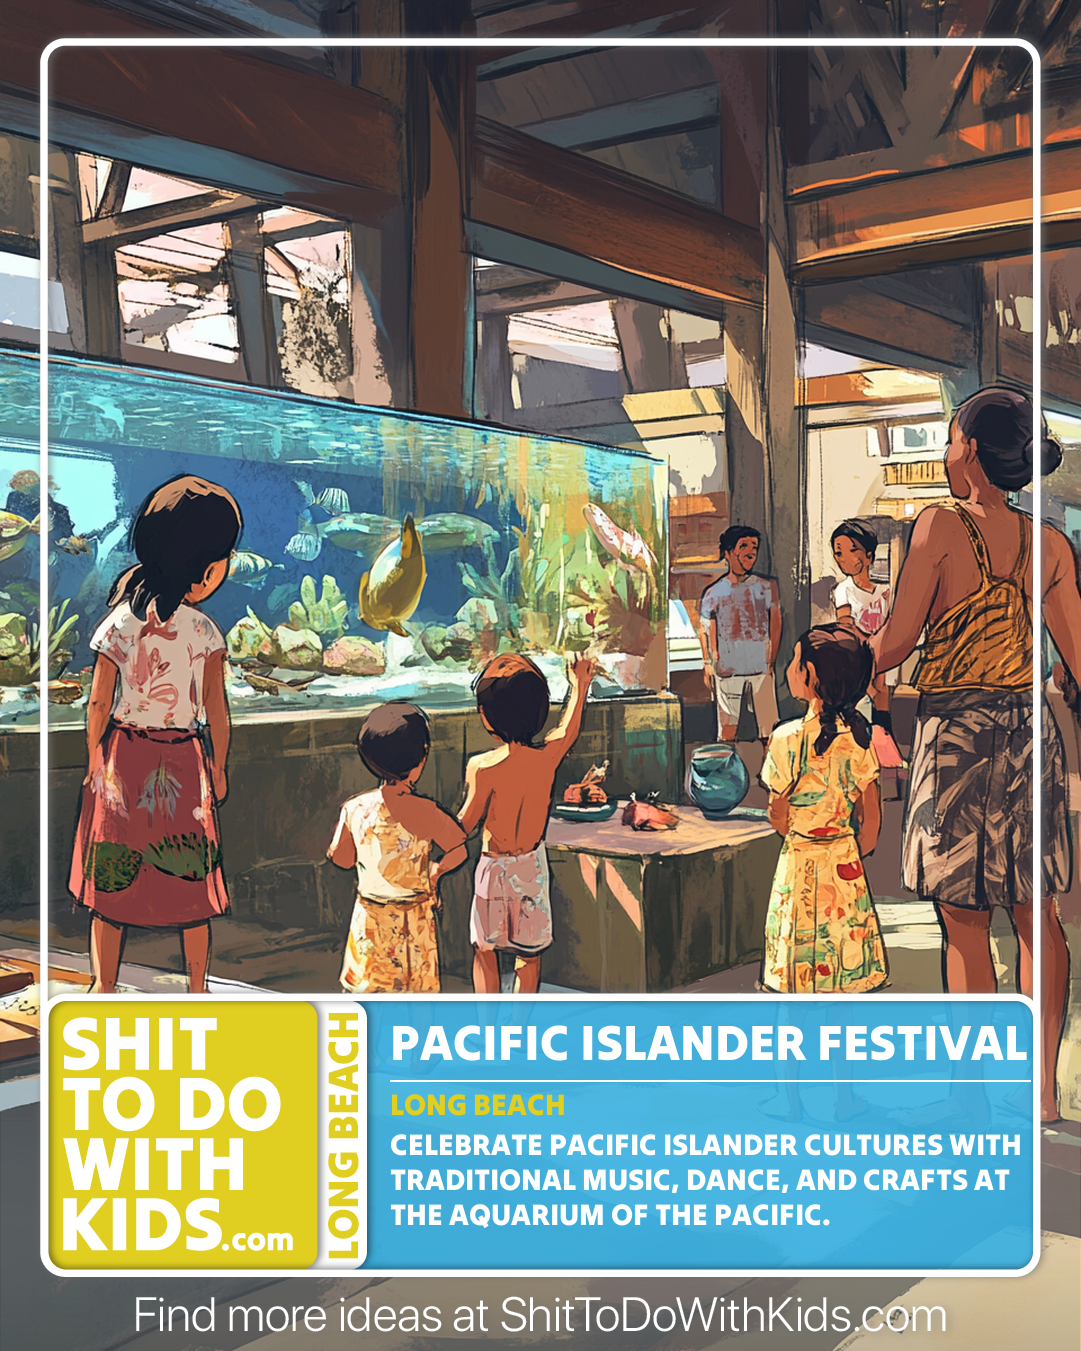 SHIT
TO DO
WITH
KIDS.com
LONG BEACH
PACIFIC ISLANDER FESTIVAL
LONG BEACH
CELEBRATE PACIFIC ISLANDER CULTURES WITH
TRADITIONAL MUSIC, DANCE, AND CRAFTS AT
THE AQUARIUM OF THE PACIFIC.
Find more ideas at ShitToDoWithKids.com